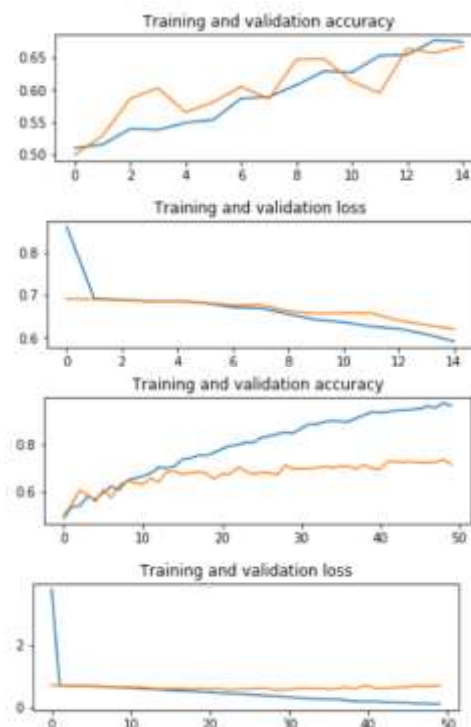 Training and validation accuracy
0.65
0.60
0.55
0.50
0 2 4 6 8 10 12 14
Training and validation loss
0.8
0.7
0.6
0 2 4 6 8 10 12 14
Training and validation accuracy
0.8
0.6
0 10 20 30 40 50
Training and validation loss
2
0
0 10 20 30 40 50